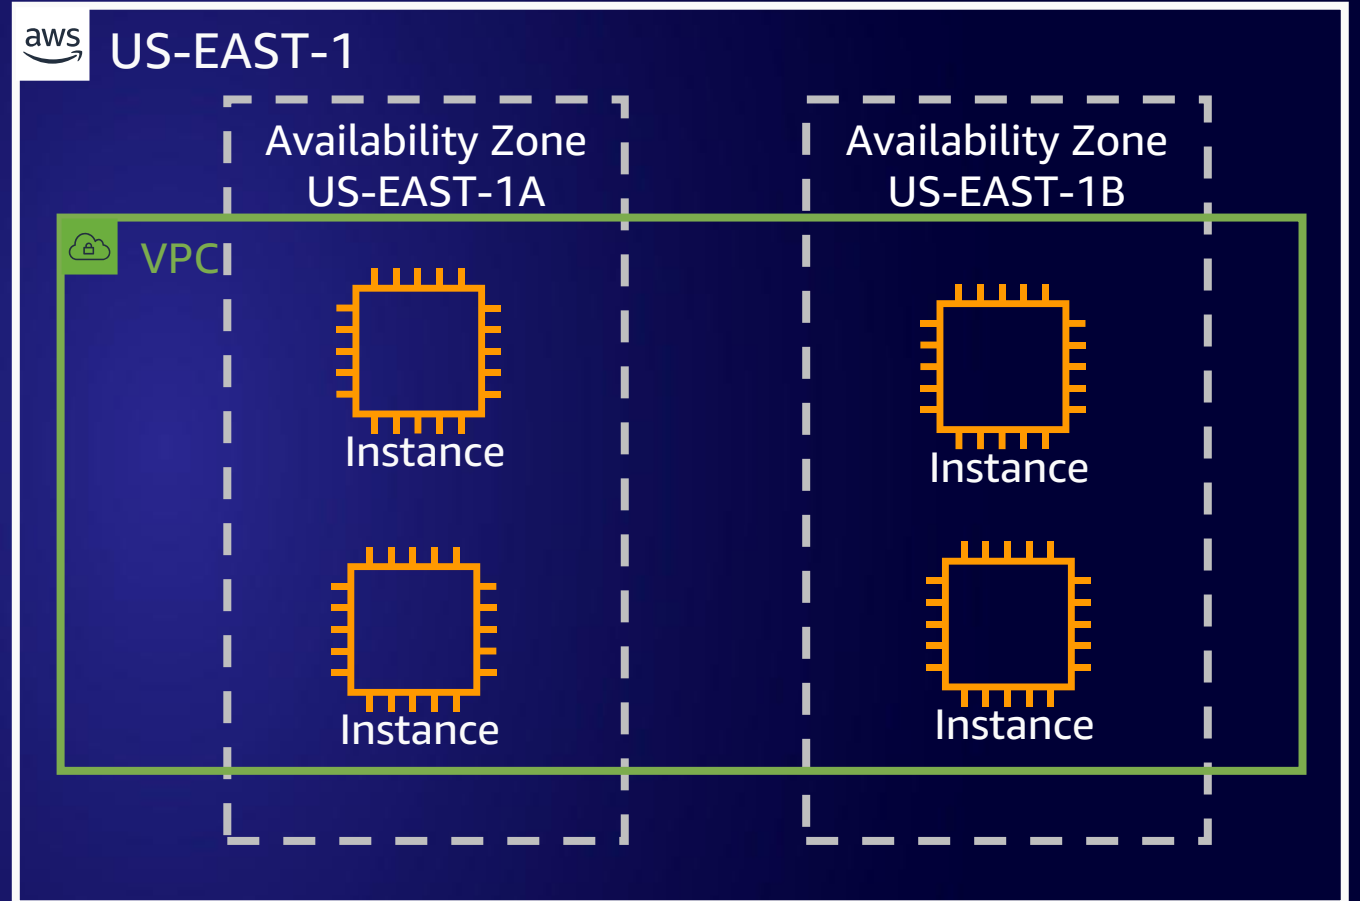 aws
US-EAST-1
Availability Zone
US-EAST-1A
Availability Zone
US-EAST-1B
VPC
Instance
Instance
Instance
Instance